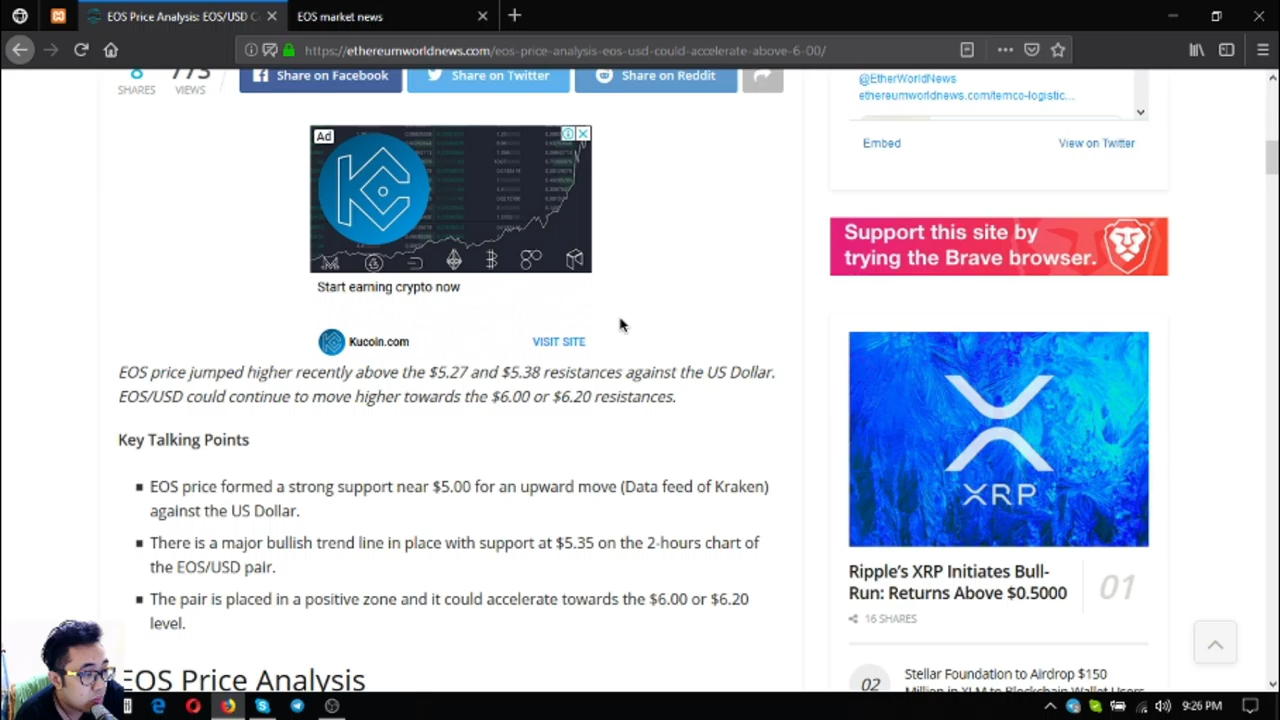 EOS Price Analysis: EOS/USD C
EOS market news
https://ethereumworldnews.com/eos-price-analysis-eos-usd-could-accelerate-above-6-00/
8
SHARES
773
VIEWS
Share on Facebook
Share on Twitter
Share on Reddit
Ad
Start earning crypto now
Kucoin.com
VISIT SITE
EOS price jumped higher recently above the $5.27 and $5.38 resistances against the US Dollar.
EOS/USD could continue to move higher towards the $6.00 or $6.20 resistances.
Key Talking Points
EOS price formed a strong support near $5.00 for an upward move (Data feed of Kraken)
against the US Dollar.
There is a major bullish trend line in place with support at $5.35 on the 2-hours chart of
the EOS/USD pair.
The pair is placed in a positive zone and it could accelerate towards the $6.00 or $6.20
level.
EOS Price Analysis
@EtherWorldNews
ethereumworldnews.com/temco-logistic...
Embed
View on Twitter
Support this site by
trying the Brave browser.
XRP
Ripple's XRP Initiates Bull-
Run: Returns Above $0.5000
01
16 SHARES
02
Stellar Foundation to Airdrop $150
Million in XLM to Blockchain Wallet Users
9:26 PM